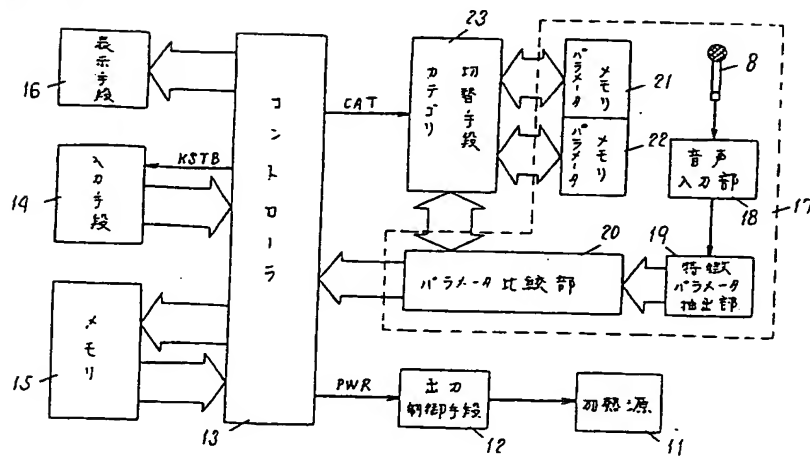 表示手段
16
入力手段
14
メモリ
15
コントローラ
13
KSTB
CAT
PWR
23
カテゴリ
切替手段
パラメータ
メモリ
21
パラメータ
メモリ
22
8
音声
入力部
18
17
19
特徴
パラメータ
抽出部
20
パラメータ比較部
出力
制御手段
12
加熱源
11